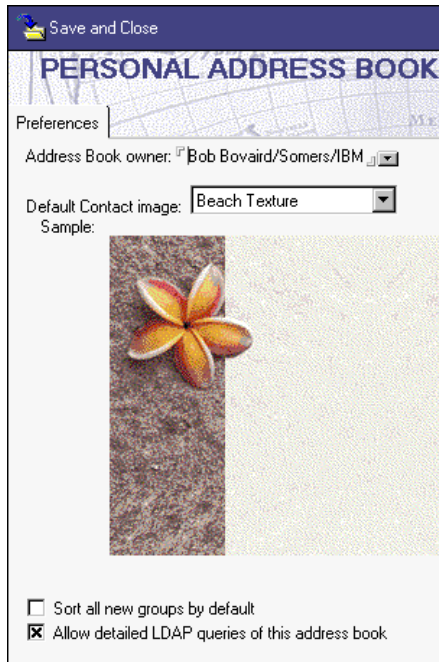 Save and Close
PERSONAL ADDRESS BOOK
Preferences
Address Book owner: Bob Bovaird/Somers/IBM
Default Contact image: Beach Texture
Sample:
Sort all new groups by default
Allow detailed LDAP queries of this address book